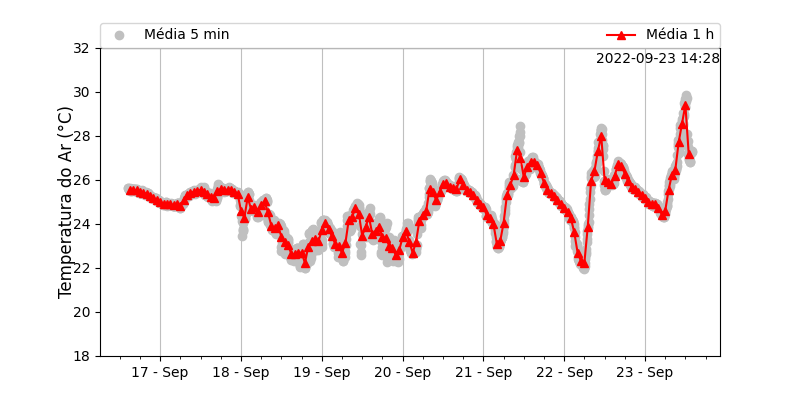 Média 5 min
Média 1 h
2022-09-23 14:28
Temperatura do Ar (°C)
32
30
28
26
24
22
20
18
17 - Sep
18 - Sep
19 - Sep
20 - Sep
21 - Sep
22 - Sep
23 - Sep